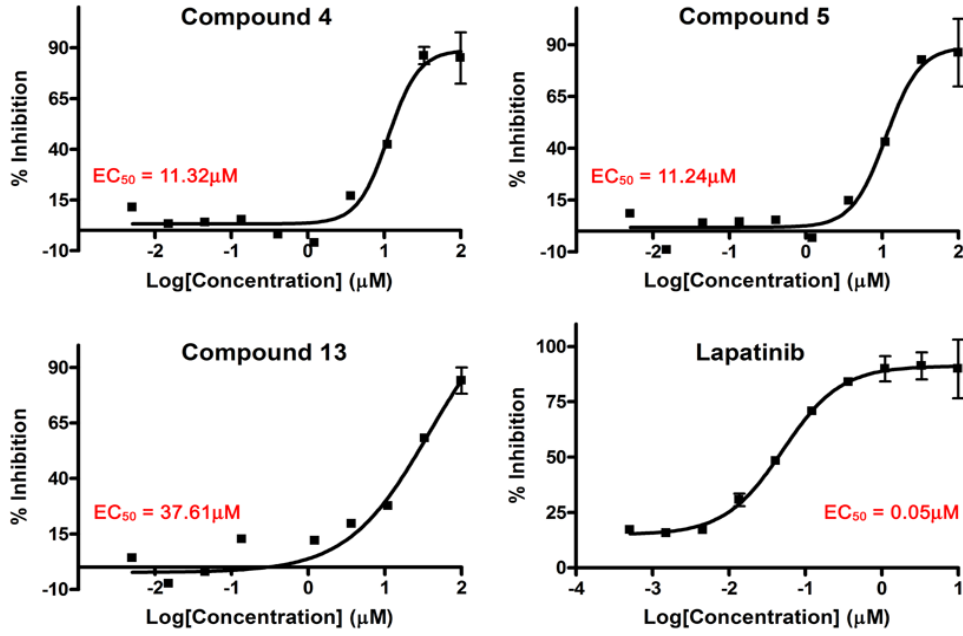 Compound 4
% Inhibition
90
65
40
15
-10
EC50 = 11.32μM
-2
-1
0
1
2
Log[Concentration] (μM)
Compound 5
% Inhibition
90
65
40
15
-10
EC50 = 11.24μM
-2
-1
0
1
2
Log[Concentration] (μM)
Compound 13
% Inhibition
90
65
40
15
-10
EC50 = 37.61μM
-2
-1
0
1
2
Log[Concentration] (μM)
Lapatinib
% Inhibition
100
75
50
25
0
EC50 = 0.05μM
-4
-3
-2
-1
0
1
Log[Concentration] (μM)